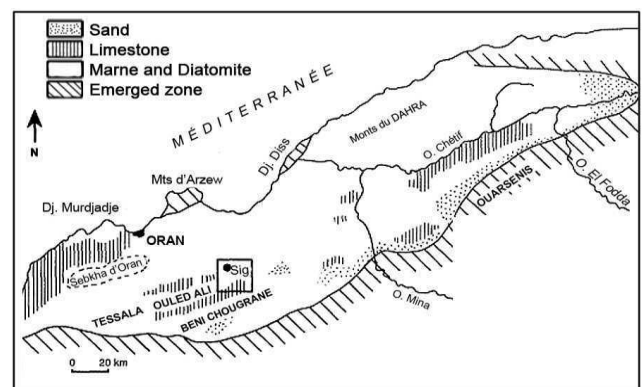 Sand
Limestone
Marne and Diatomite
Emerged zone
N
MÉDITERRANÉE
Monts du DAHRA
Dj. Diss
O. Chétif
Mts d'Arzew
O. El Fodda
OUARSENIS
Dj. Murdjadje
ORAN
Sebkha d'Oran
Sig
OULED ALI
TESSALA
BENI CHOUGRANE
O. Mina
0 20 km